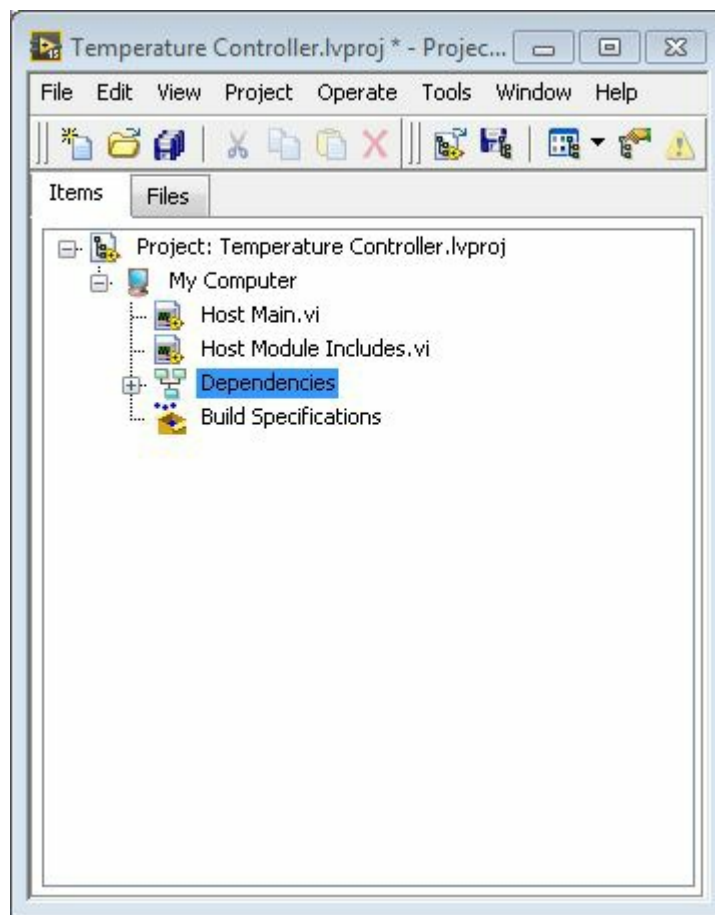 Temperature Controller.lvproj * - Projec...
File Edit View Project Operate Tools Window Help
Items Files
Project: Temperature Controller.lvproj
My Computer
Host Main.vi
Host Module Includes.vi
Dependencies
Build Specifications